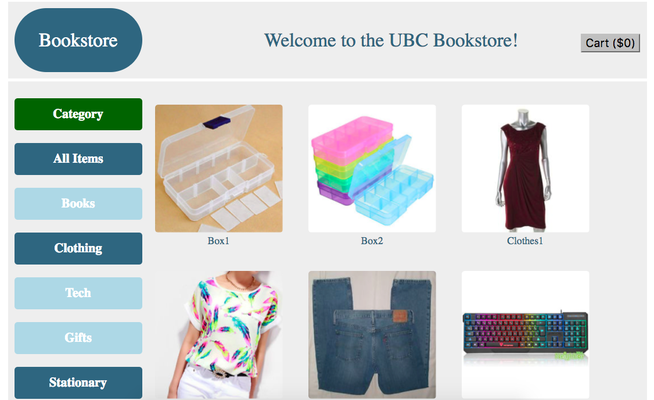 Bookstore
Welcome to the UBC Bookstore!
Cart ($0)
Category
All Items
Books
Clothing
Tech
Gifts
Stationary
Box1
Box2
Clothes1